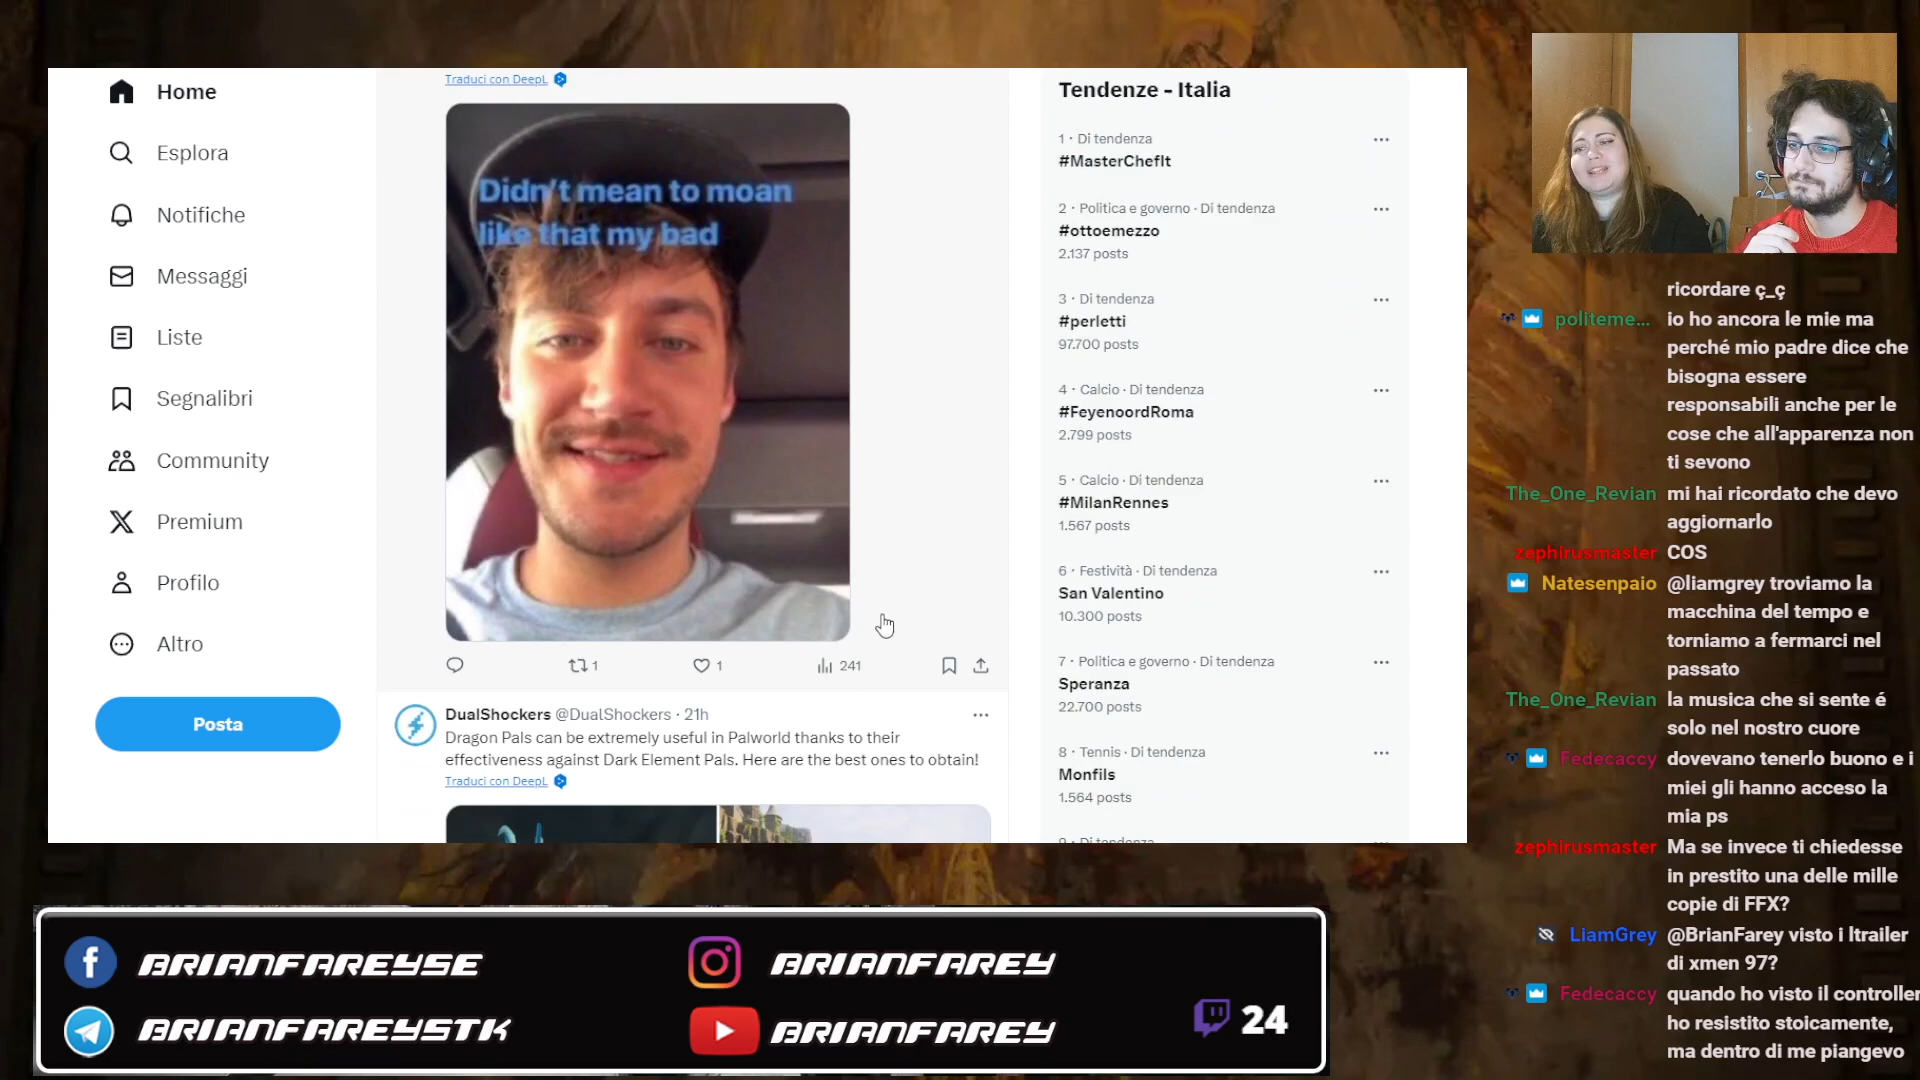 Home
Esplora
Notifiche
Messaggi
Liste
Segnalibri
Community
Premium
Profilo
Altro
Posta
Traduci con DeepL
Didn't mean to moan
like that my bad
1
1
241
DualShockers @DualShockers · 21h
Dragon Pals can be extremely useful in Palworld thanks to their
effectiveness against Dark Element Pals. Here are the best ones to obtain!
Traduci con DeepL
Tendenze - Italia
1 · Di tendenza
#MasterChefIt
2 · Politica e governo · Di tendenza
#ottoemezzo
2.137 posts
3 · Di tendenza
#perletti
97.700 posts
4 · Calcio · Di tendenza
#FeyenoordRoma
2.799 posts
5 · Calcio · Di tendenza
#MilanRennes
1.567 posts
6 · Festività · Di tendenza
San Valentino
10.300 posts
7 · Politica e governo · Di tendenza
Speranza
22.700 posts
8 · Tennis · Di tendenza
Monfils
1.564 posts
9 · Di tendenza
ricordare ç_ç
politeme... io ho ancora le mie ma
perché mio padre dice che
bisogna essere
responsabili anche per le
cose che all'apparenza non
ti sevono
The_One_Revian mi hai ricordato che devo
aggiornarlo
zephirusmaster COS
Natesenpaio @liamgrey troviamo la
macchina del tempo e
torniamo a fermarci nel
passato
The_One_Revian la musica che si sente é
solo nel nostro cuore
Fedecaccy dovevano tenerlo buono e i
miei gli hanno acceso la
mia ps
zephirusmaster Ma se invece ti chiedesse
in prestito una delle mille
copie di FFX?
LiamGrey @BrianFarey visto i ltrailer
di xmen 97?
Fedecaccy quando ho visto il controller
ho resistito stoicamente,
ma dentro di me piangevo
BRIANFAREYSE
BRIANFAREY
BRIANFAREYSTK
BRIANFAREY
24